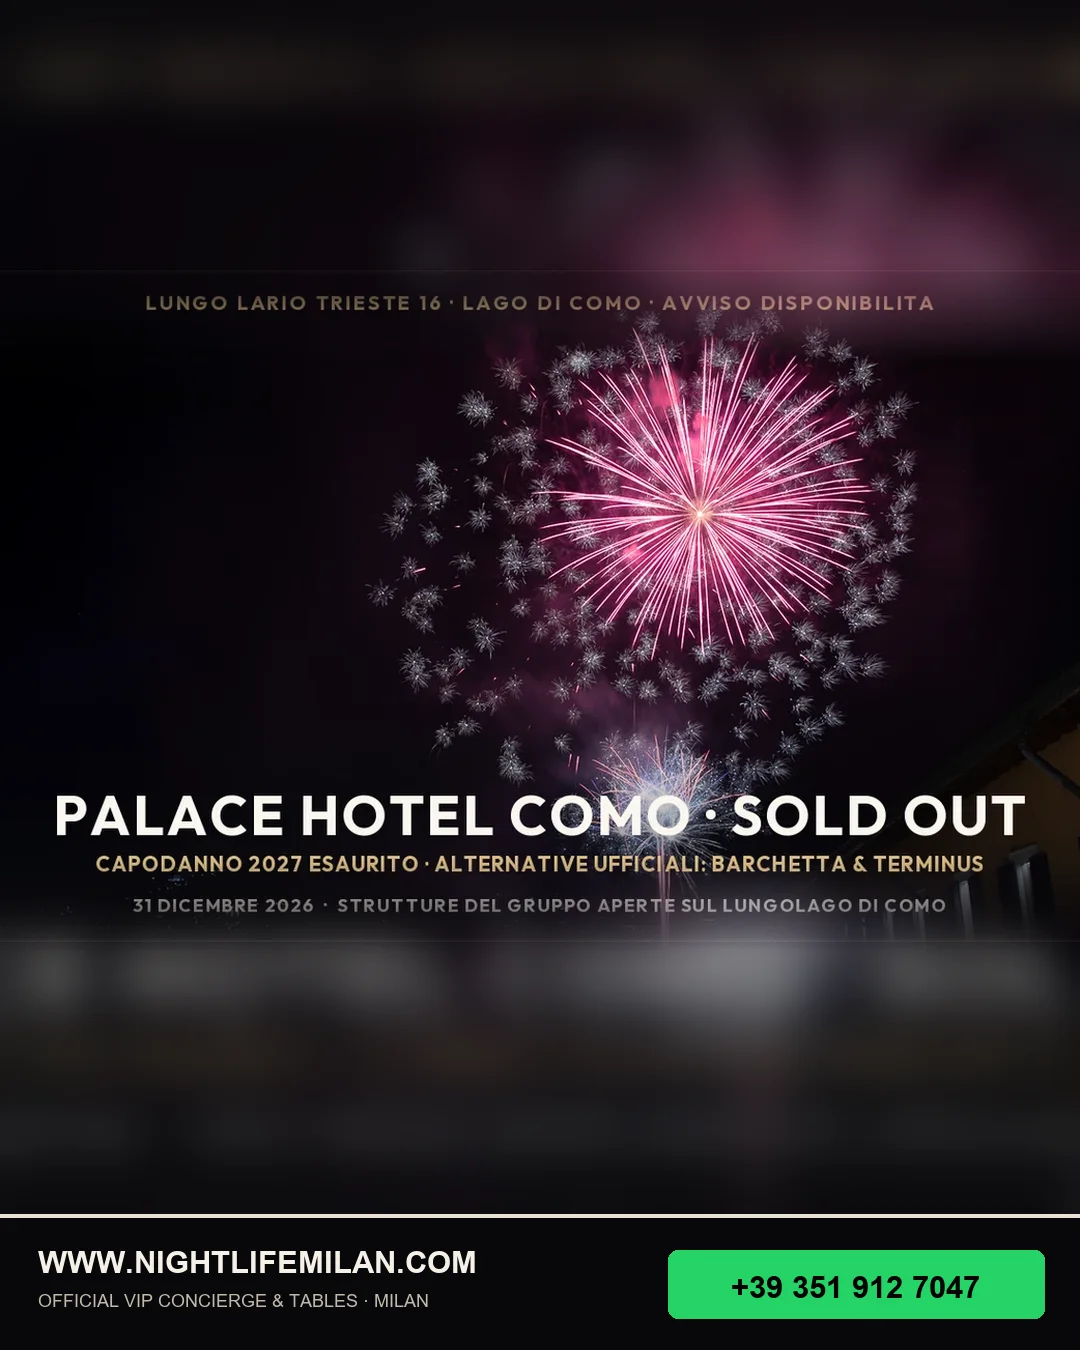 LUNGO LARIO TRIESTE 16 · LAGO DI COMO · AVVISO DISPONIBILITA
PALACE HOTEL COMO · SOLD OUT
CAPODANNO 2027 ESAURITO · ALTERNATIVE UFFICIALI: BARCHETTA & TERMINUS
31 DICEMBRE 2026 · STRUTTURE DEL GRUPPO APERTE SUL LUNGOLAGO DI COMO
WWW.NIGHTLIFEMILAN.COM
OFFICIAL VIP CONCIERGE & TABLES · MILAN
+39 351 912 7047